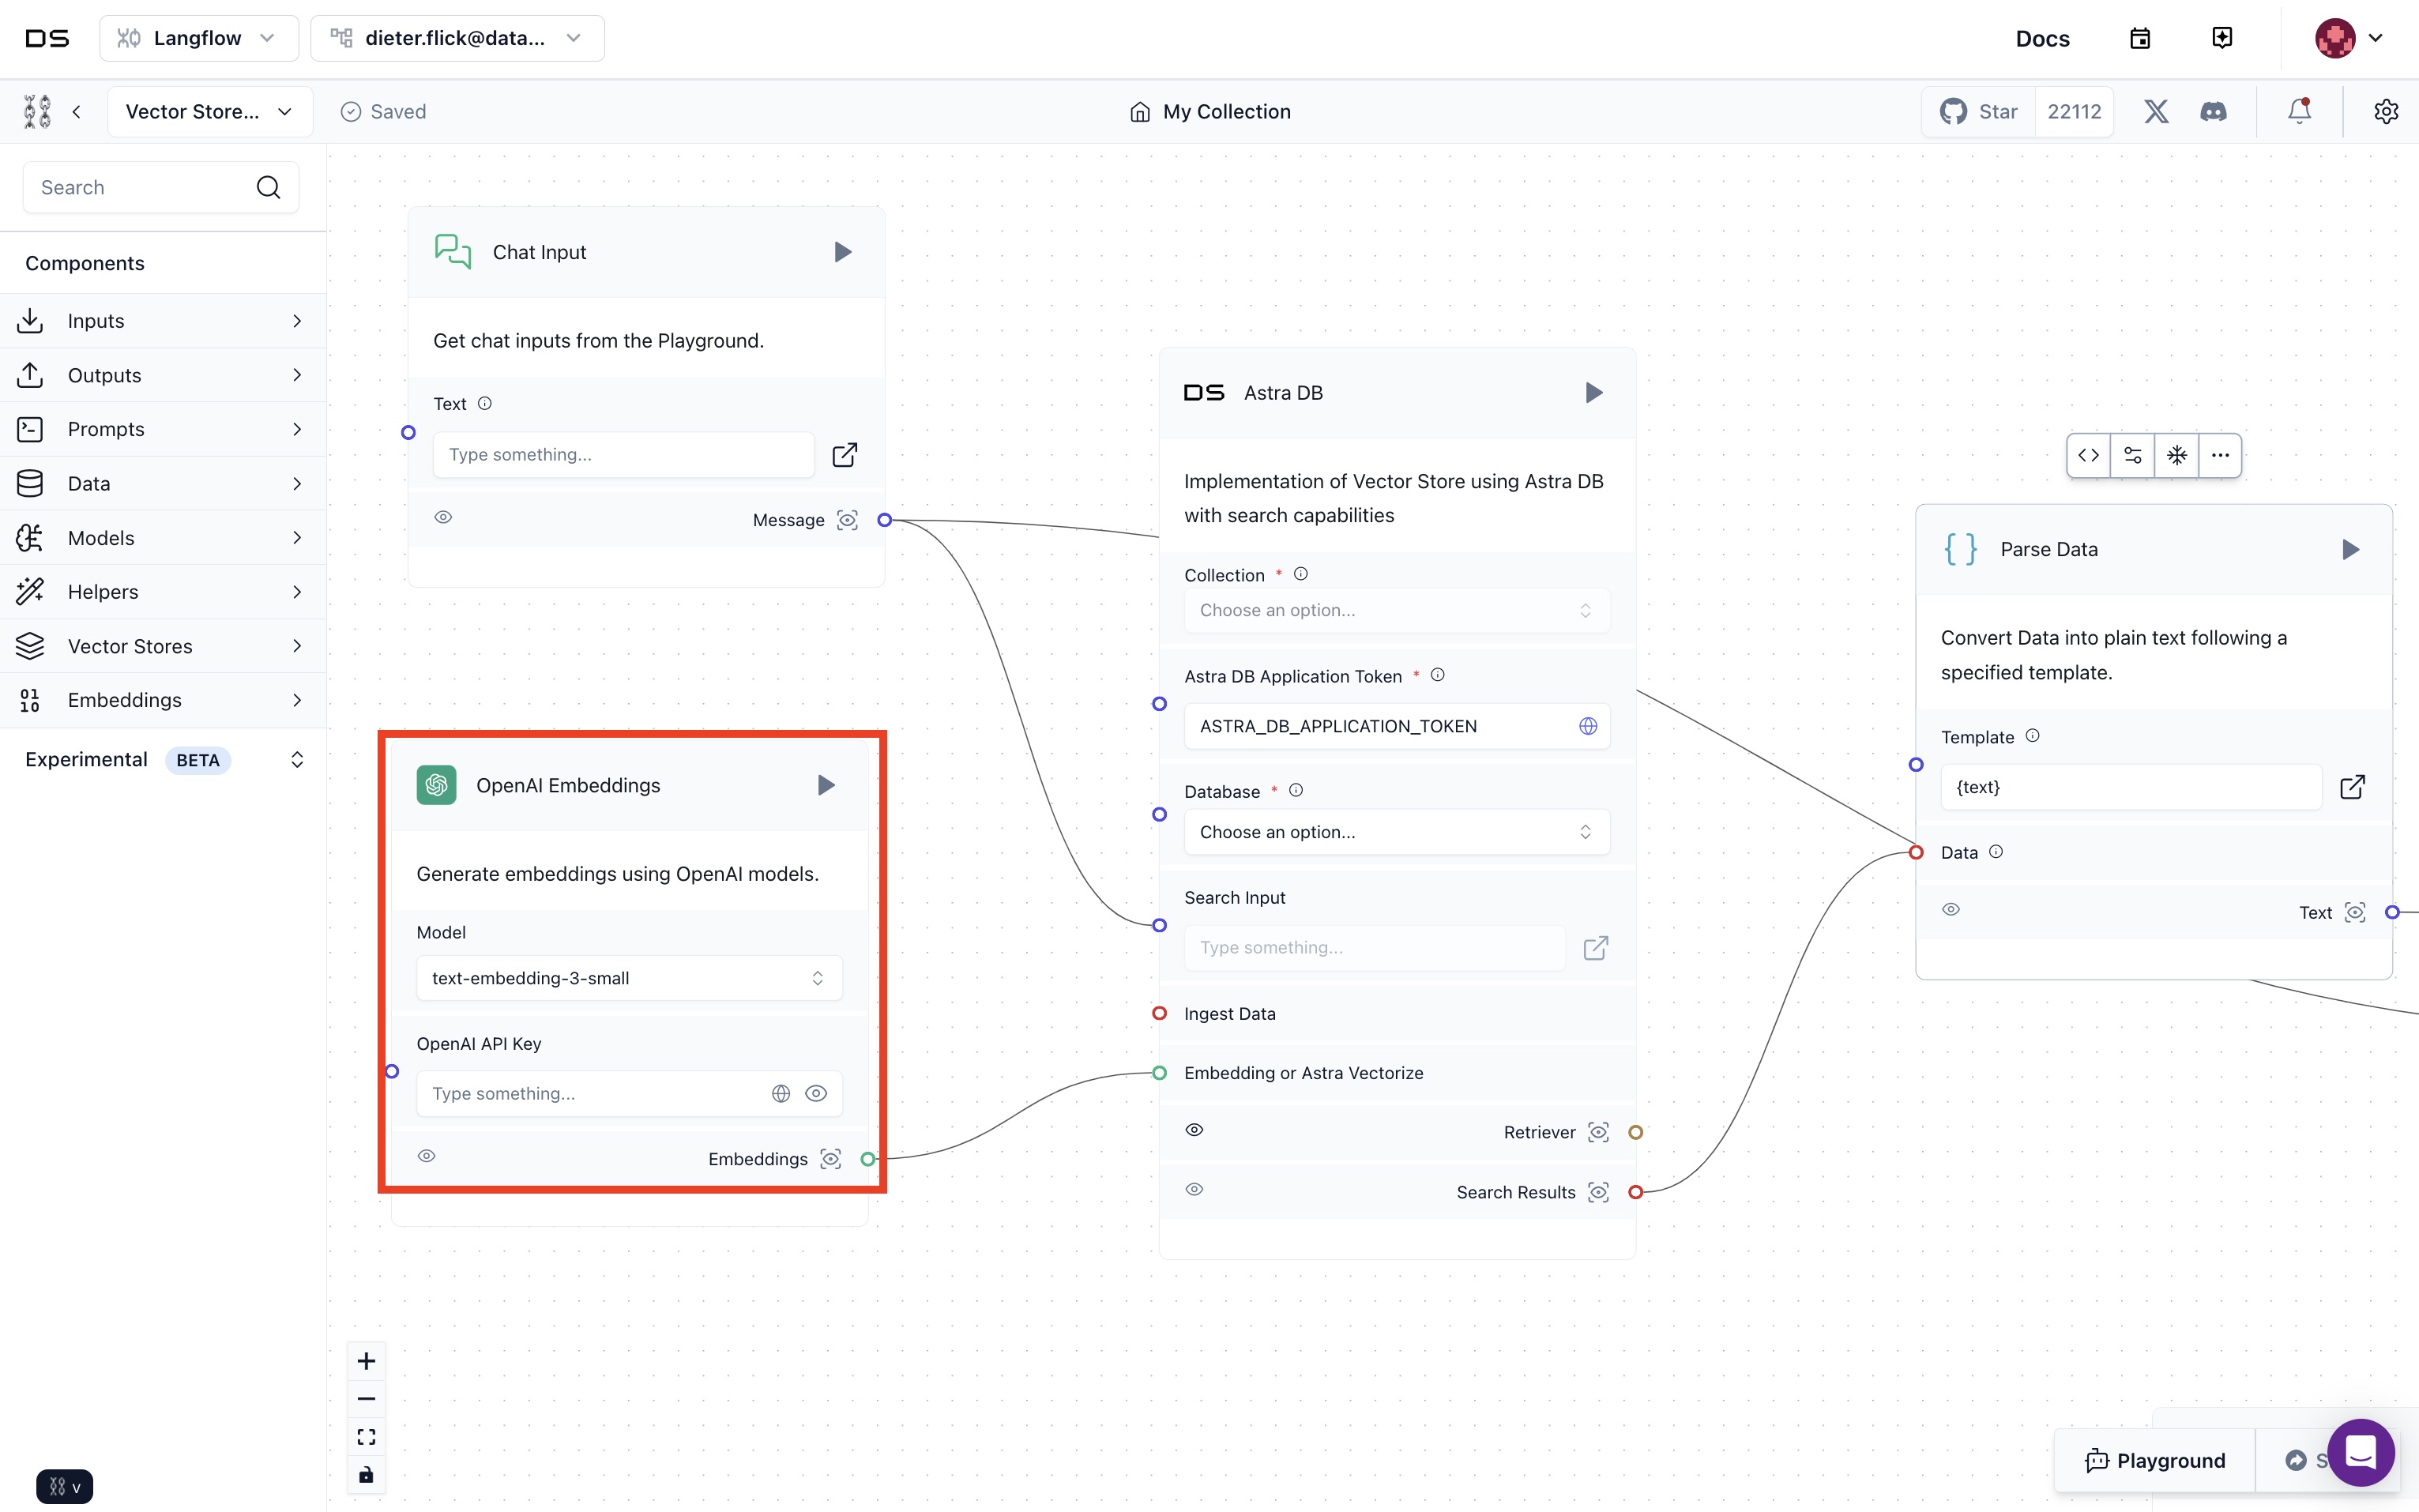 DS
Langflow
dieter.flick@data...
Docs
Vector Store...
Saved
My Collection
Star
22112
Search
Components
Inputs
Outputs
Prompts
Data
Models
Helpers
Vector Stores
Embeddings
Experimental BETA
Chat Input
Get chat inputs from the Playground.
Text
Type something...
Message
OpenAI Embeddings
Generate embeddings using OpenAI models.
Model
text-embedding-3-small
OpenAI API Key
Type something...
Embeddings
DS Astra DB
Implementation of Vector Store using Astra DB
with search capabilities
Collection *
Choose an option...
Astra DB Application Token *
ASTRA_DB_APPLICATION_TOKEN
Database *
Choose an option...
Search Input
Type something...
Ingest Data
Embedding or Astra Vectorize
Retriever
Search Results
{ } Parse Data
Convert Data into plain text following a
specified template.
Template
{text}
Data
Text
Playground
v